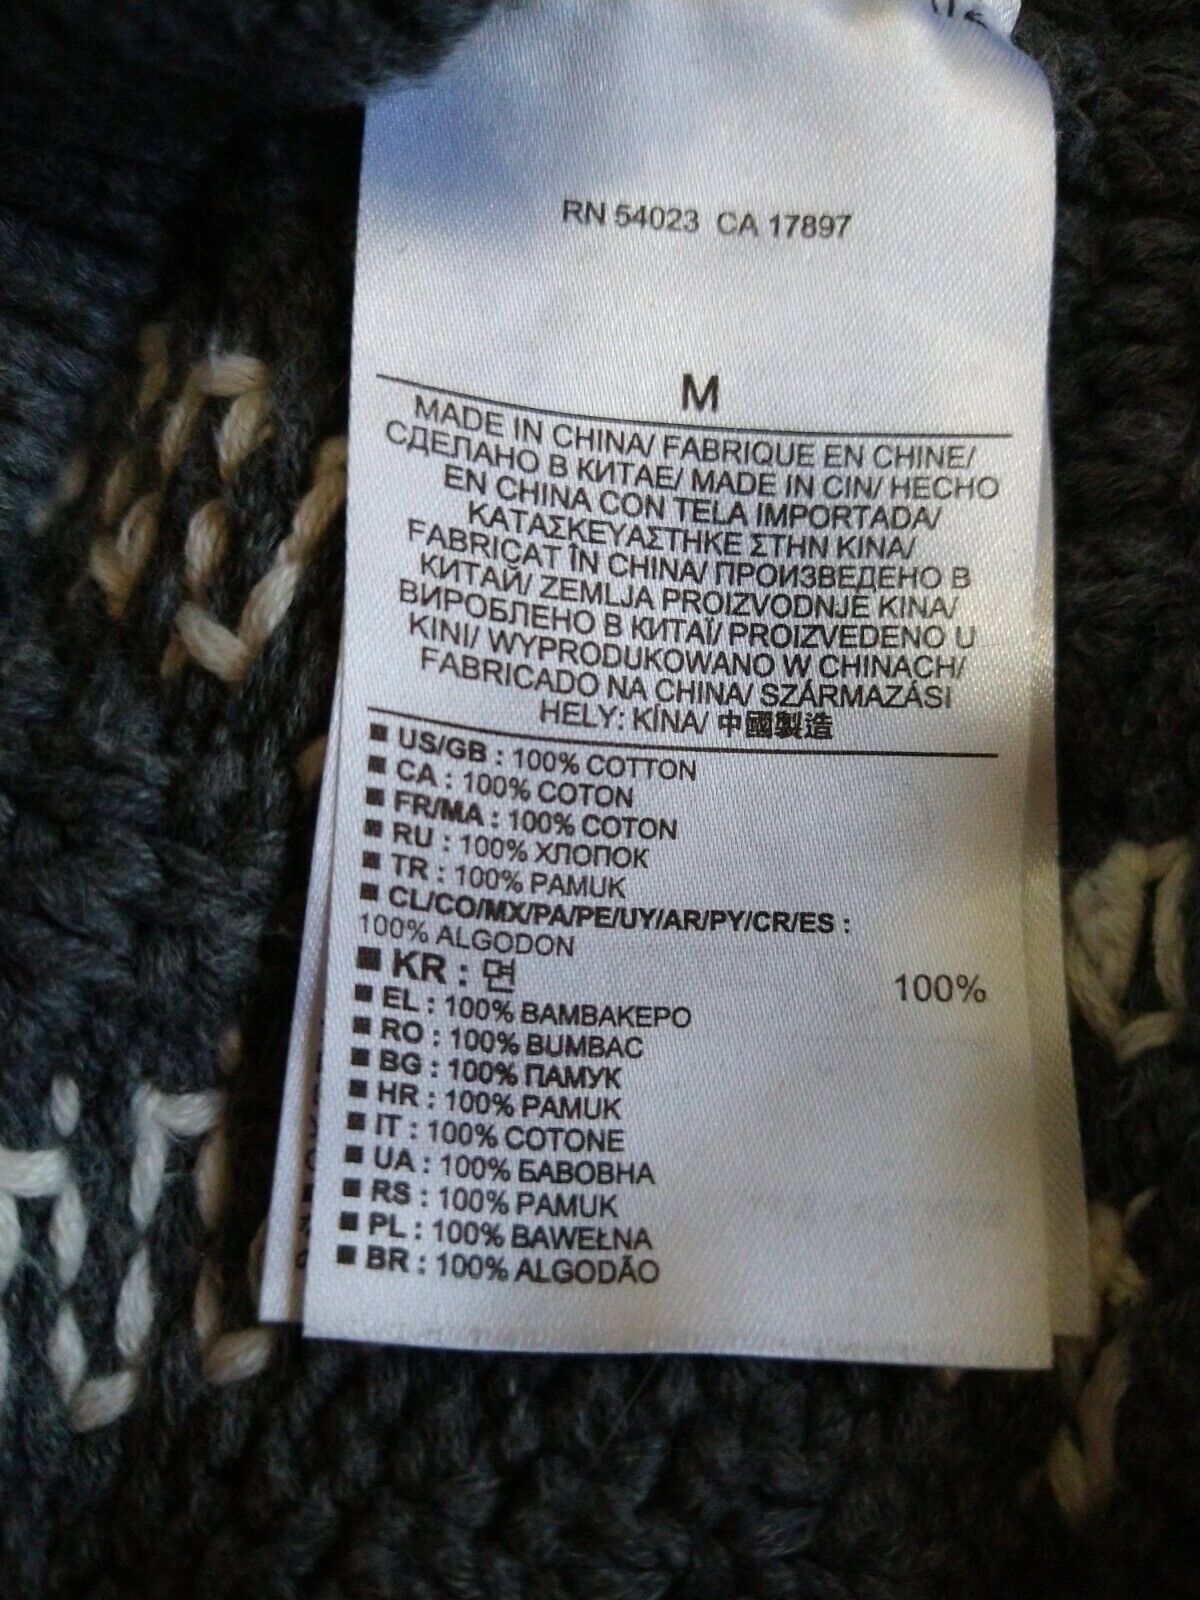 RN 54023 CA 17897
M
MADE IN CHINA/ FABRIQUE EN CHINE/
СДЕЛАНО В КИТАЕ/ MADE IN CIN/ HECHO
EN CHINA CON TELA IMPORTADA/
ΚΑΤΑΣΚΕΥΑΣΤΗΚΕ ΣΤΗΝ ΚΙΝΑ/
FABRICAT ÎN CHINA/ ПРОИЗВЕДЕНО В
КИТАЙ/ ZEMLJA PROIZVODNJE KINA/
ВИРОБЛЕНО В КИТАЇ/ PROIZVEDENO U
KINI/ WYPRODUKOWANO W CHINACH/
FABRICADO NA CHINA/ SZÁRMAZÁSI
HELY: KÍNA/ 中國製造
■ US/GB : 100% COTTON
■ CA : 100% COTON
■ FR/MA : 100% COTON
■ RU : 100% ХЛОПОК
■ TR : 100% PAMUK
■ CL/CO/MX/PA/PE/UY/AR/PY/CR/ES :
100% ALGODON
■ KR : 면 100%
■ EL : 100% ΒΑΜΒΑΚΕΡΟ
■ RO : 100% BUMBAC
■ BG : 100% ПАМУК
■ HR : 100% PAMUK
■ IT : 100% COTONE
■ UA : 100% БАВОВНА
■ RS : 100% PAMUK
■ PL : 100% BAWEŁNA
■ BR : 100% ALGODÃO